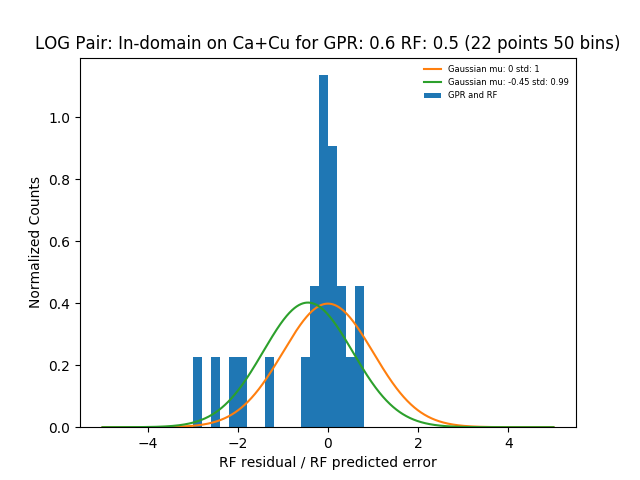 LOG Pair: In-domain on Ca+Cu for GPR: 0.6 RF: 0.5 (22 points 50 bins)
Gaussian mu: 0 std: 1
Gaussian mu: -0.45 std: 0.99
GPR and RF
Normalized Counts
1.0
0.8
0.6
0.4
0.2
0.0
−4 −2 0 2 4
RF residual / RF predicted error